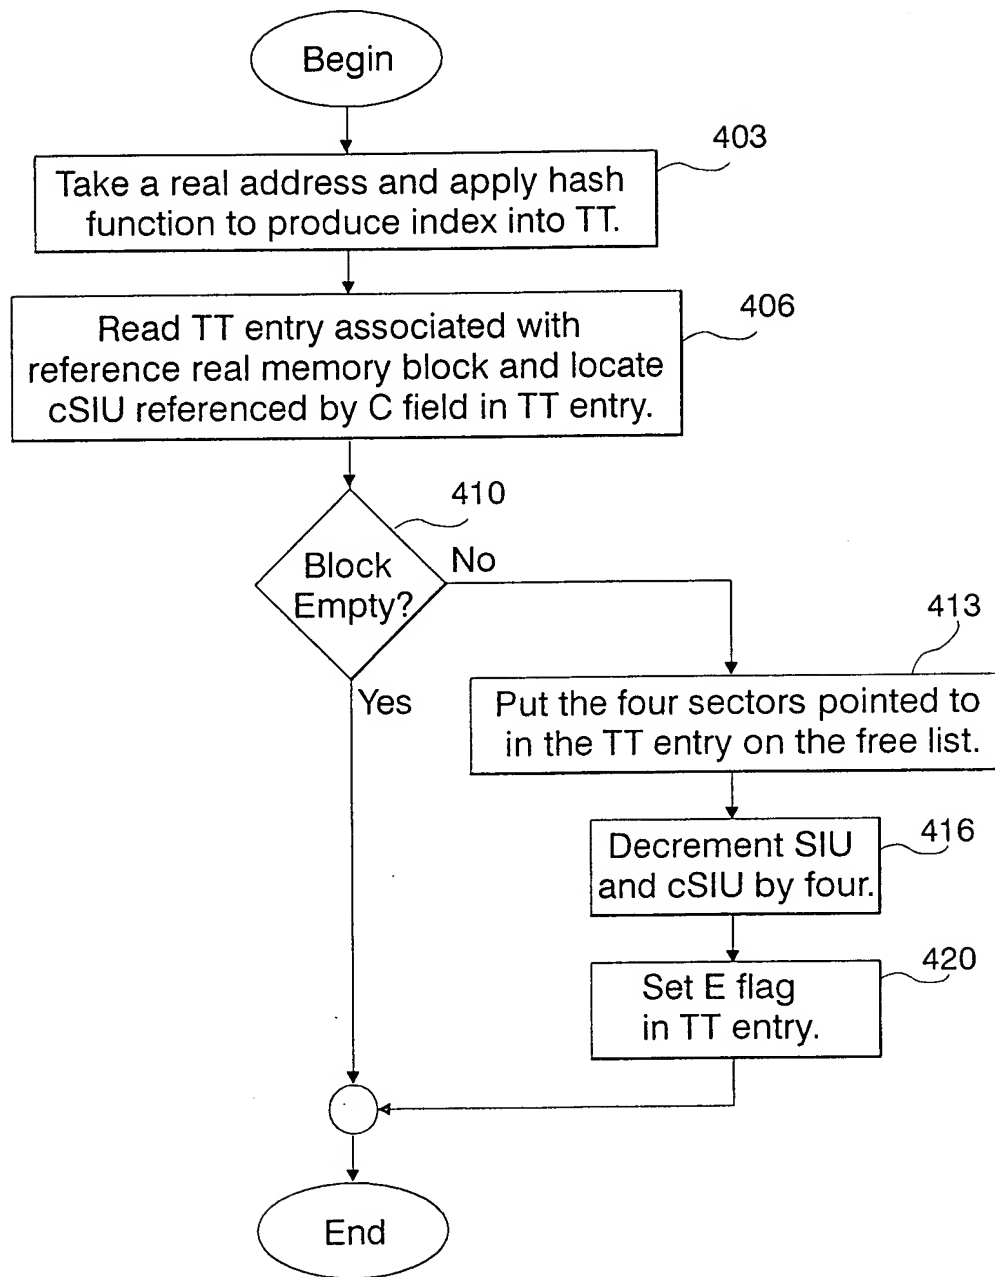 Begin
403
Take a real address and apply hash
function to produce index into TT.
406
Read TT entry associated with
reference real memory block and locate
cSIU referenced by C field in TT entry.
410
Block
Empty?
No
Yes
413
Put the four sectors pointed to
in the TT entry on the free list.
416
Decrement SIU
and cSIU by four.
420
Set E flag
in TT entry.
End